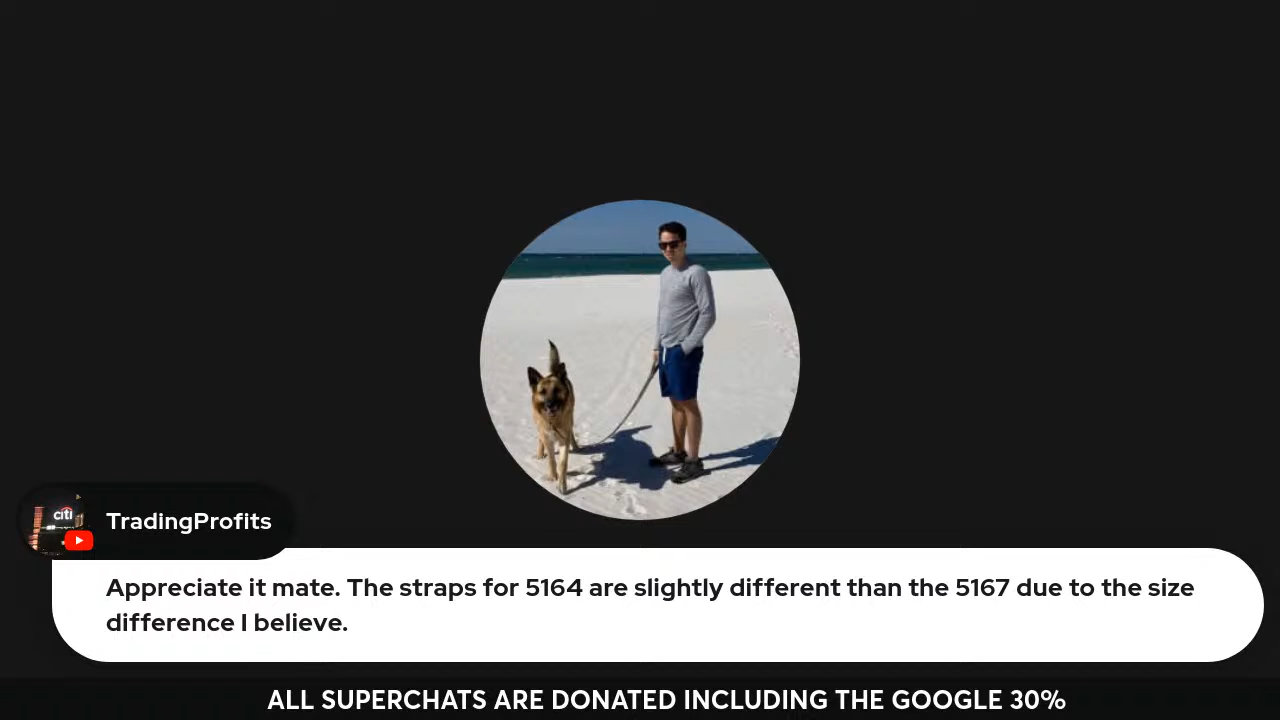 citi
TradingProfits
Appreciate it mate. The straps for 5164 are slightly different than the 5167 due to the size
difference I believe.
ALL SUPERCHATS ARE DONATED INCLUDING THE GOOGLE 30%